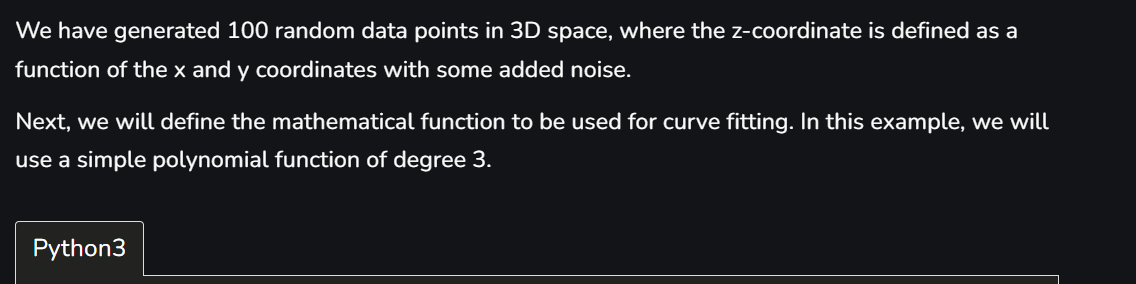 We have generated 100 random data points in 3D space, where the z-coordinate is defined as a
function of the x and y coordinates with some added noise.
Next, we will define the mathematical function to be used for curve fitting. In this example, we will
use a simple polynomial function of degree 3.
Python3